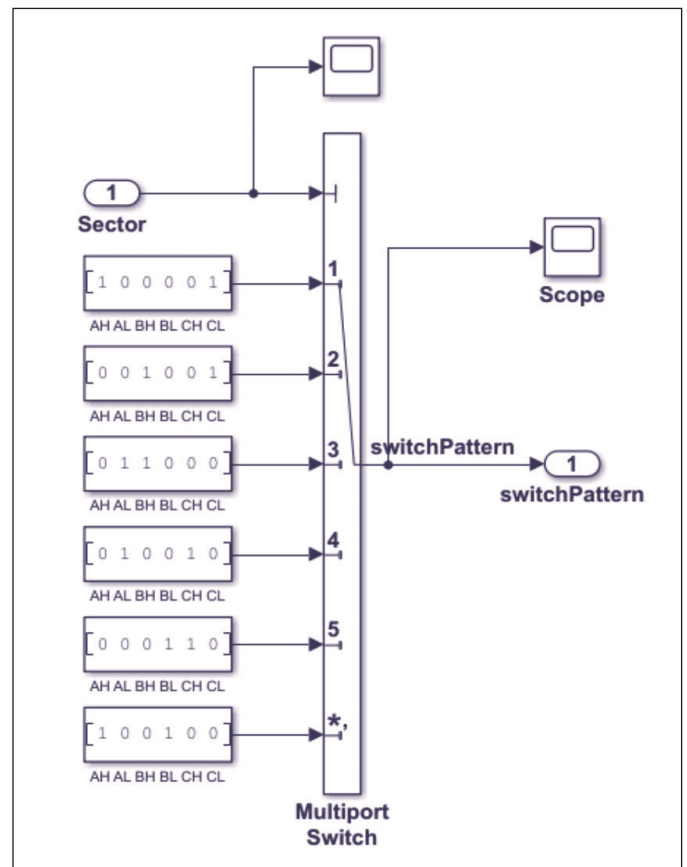 1
Sector
[1 0 0 0 0 1]
AH AL BH BL CH CL
[0 0 1 0 0 1]
AH AL BH BL CH CL
[0 1 1 0 0 0]
AH AL BH BL CH CL
[0 1 0 0 1 0]
AH AL BH BL CH CL
[0 0 0 1 1 0]
AH AL BH BL CH CL
[1 0 0 1 0 0]
AH AL BH BL CH CL
1
2
3
4
5
*,
Multiport
Switch
switchPattern
Scope
1
switchPattern